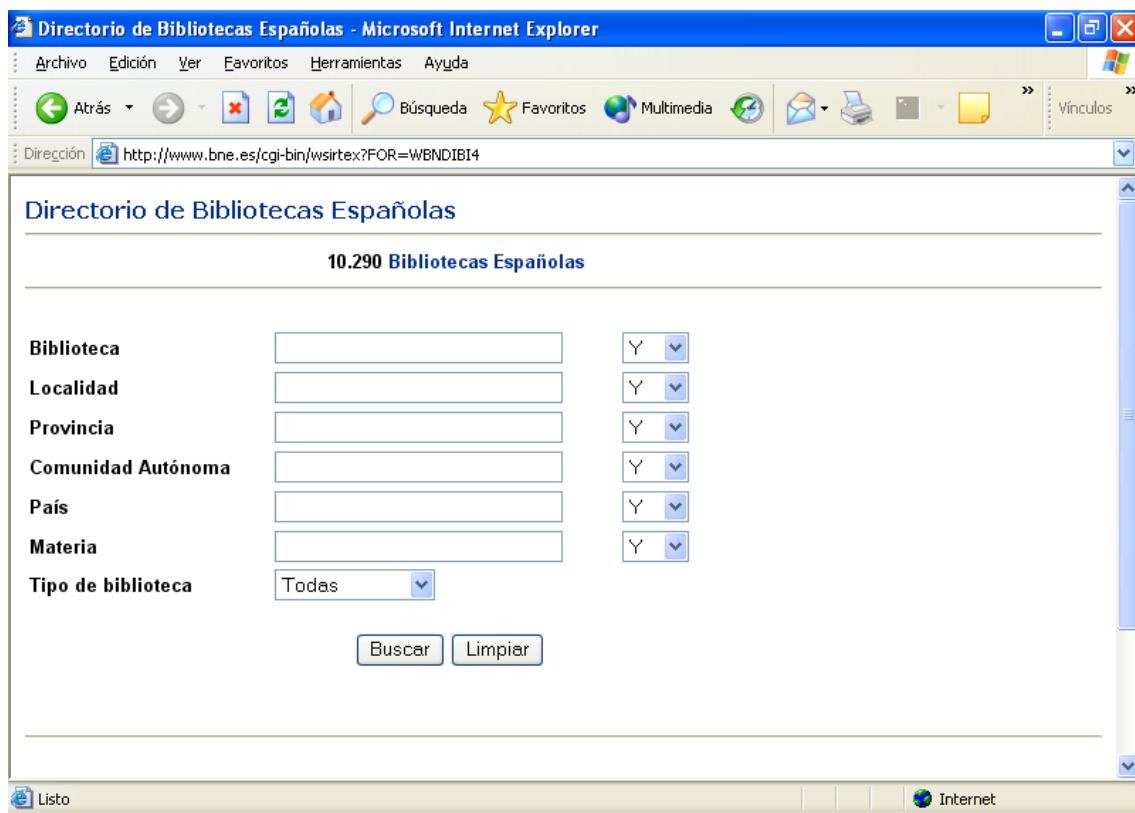 Directorio de Bibliotecas Españolas - Microsoft Internet Explorer
Archivo Edición Ver Favoritos Herramientas Ayuda
Atrás Búsqueda Favoritos Multimedia » Vínculos »
Dirección http://www.bne.es/cgi-bin/wsirtex?FOR=WBNDIBI4
Directorio de Bibliotecas Españolas
10.290 Bibliotecas Españolas
Biblioteca Y
Localidad Y
Provincia Y
Comunidad Autónoma Y
País Y
Materia Y
Tipo de biblioteca Todas
Buscar Limpiar
Listo Internet